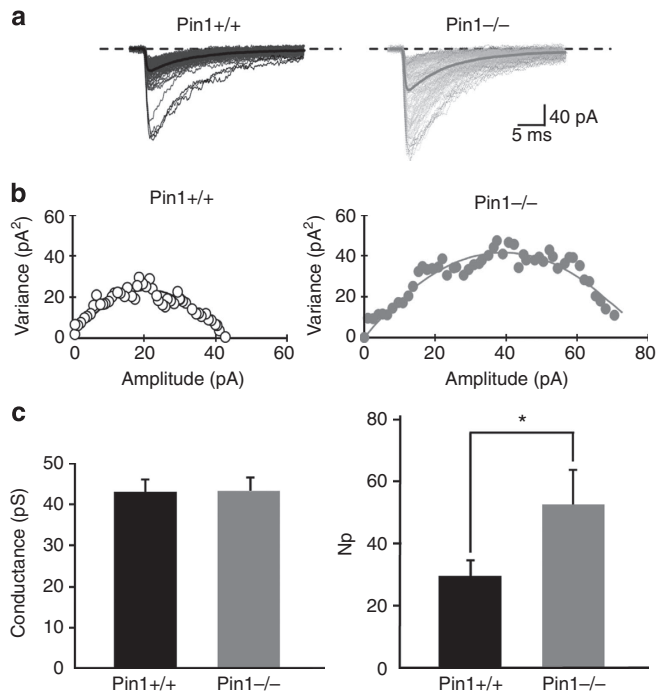 a
Pin1+/+
Pin1–/–
40 pA
5 ms
b
Pin1+/+
Pin1–/–
Variance (pA²)
60
40
20
0
0 20 40 60
Amplitude (pA)
Variance (pA²)
60
40
20
0
0 20 40 60 80
Amplitude (pA)
c
Conductance (pS)
50
40
30
20
10
0
Pin1+/+ Pin1–/–
Np
80
60
40
20
0
*
Pin1+/+ Pin1–/–